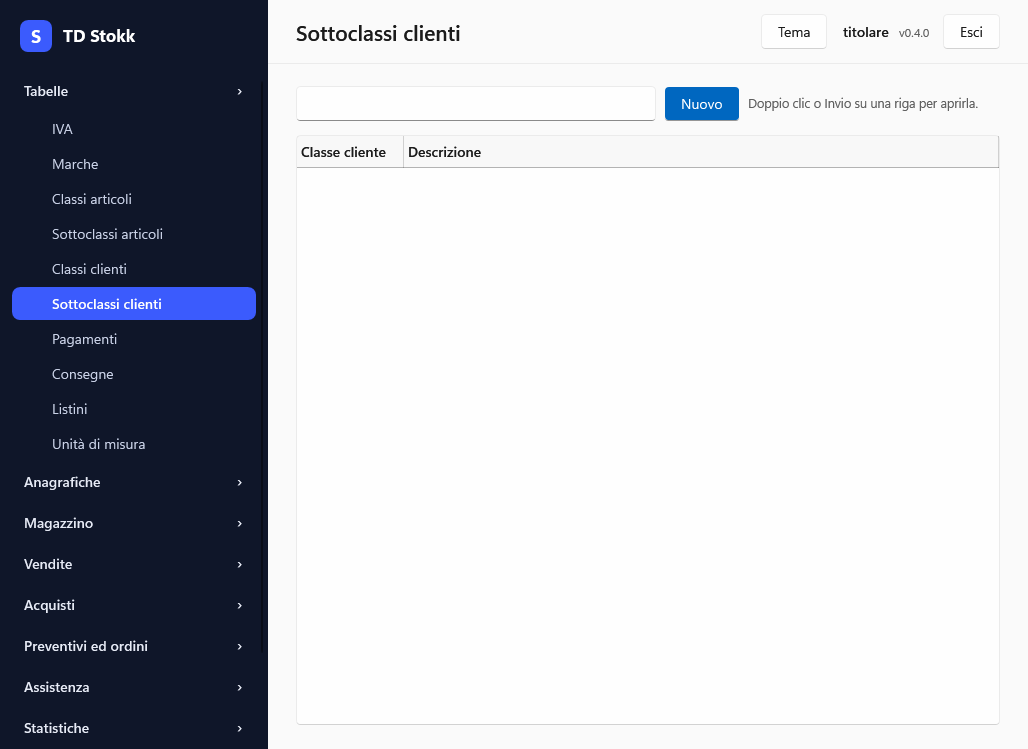 S TD Stokk
Tabelle
IVA
Marche
Classi articoli
Sottoclassi articoli
Classi clienti
Sottoclassi clienti
Pagamenti
Consegne
Listini
Unità di misura
Anagrafiche
Magazzino
Vendite
Acquisti
Preventivi ed ordini
Assistenza
Statistiche
Sottoclassi clienti
Tema titolare v0.4.0 Esci
Nuovo Doppio clic o Invio su una riga per aprirla.
Classe cliente Descrizione